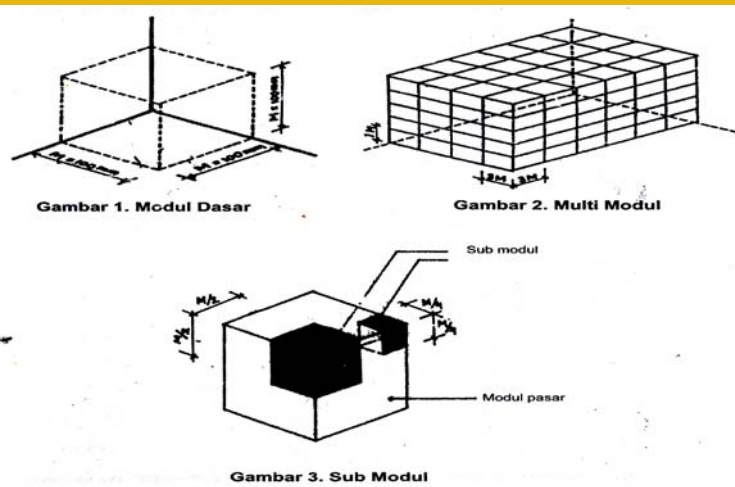 M = 100 mm
M = 100 mm
M = 100 mm
Gambar 1. Modul Dasar
3M
3M
Gambar 2. Multi Modul
Sub modul
M/2
M/2
M/4
M/4
Modul pasar
Gambar 3. Sub Modul